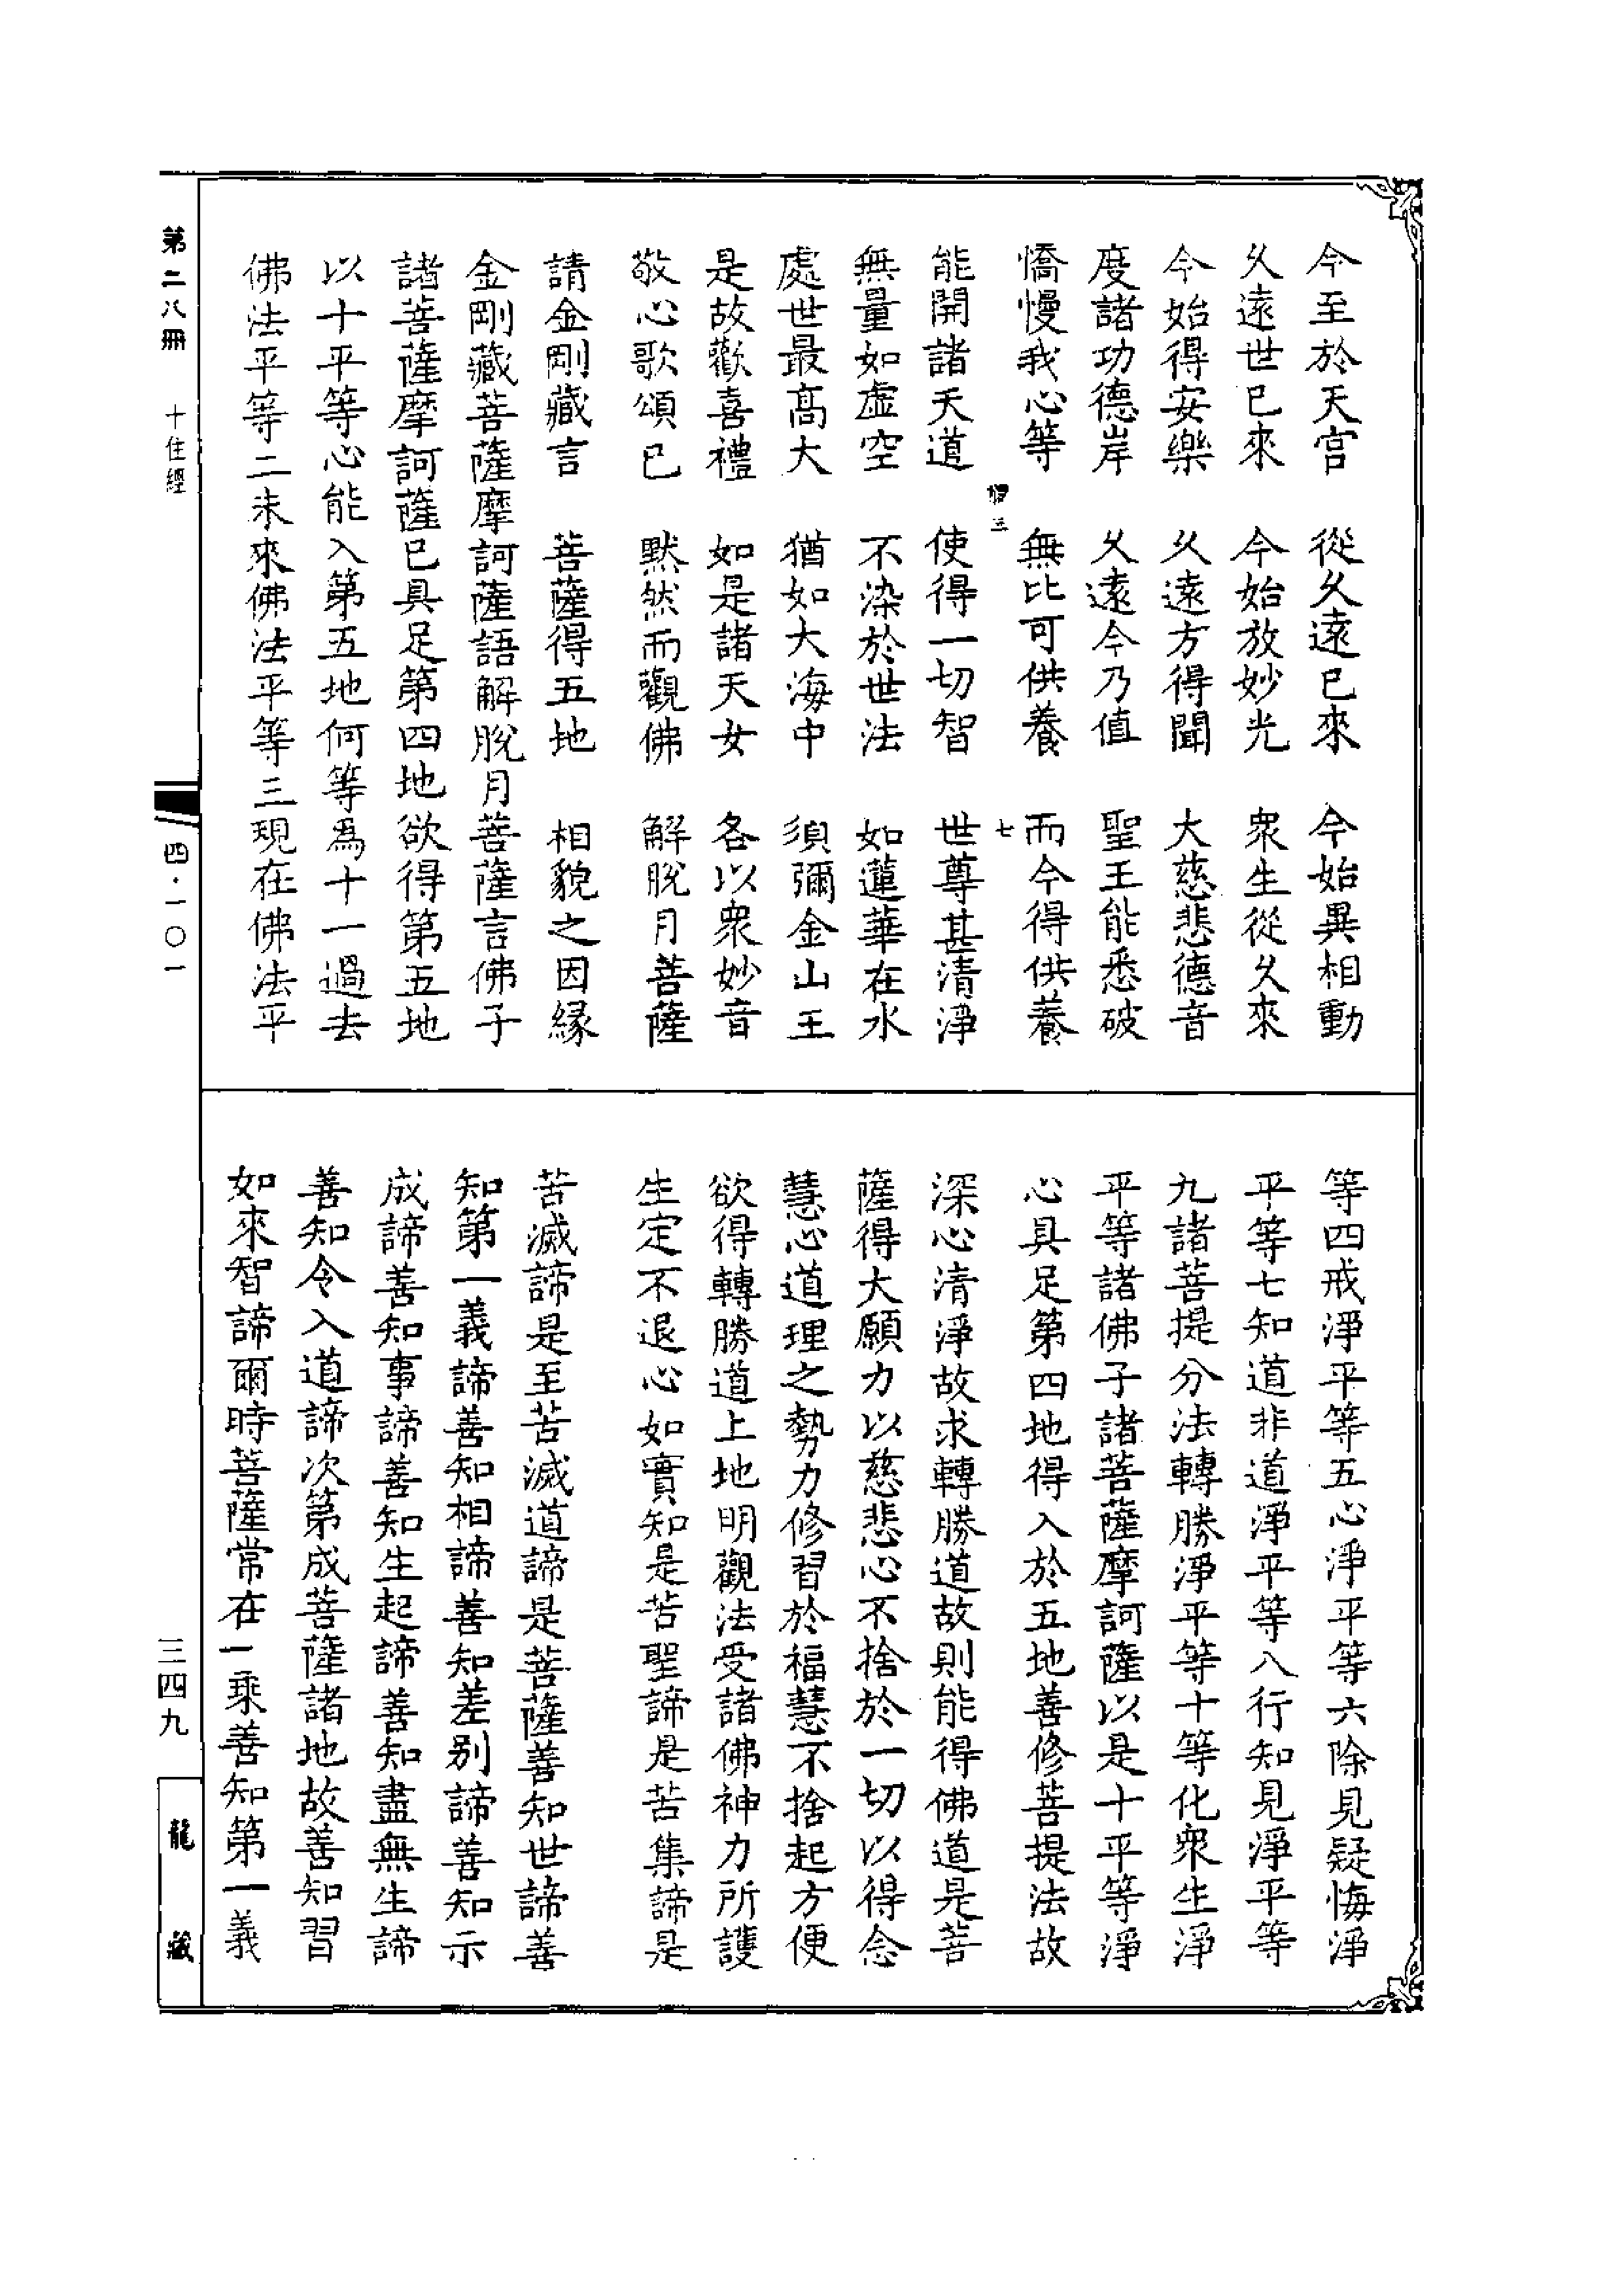 今至於天宮　從久遠已來　今始異相動
久遠世已來　今始放妙光　衆生從久來
今始得安樂　久遠方得聞　大慈悲德音
度諸功德岸　久遠今乃值　聖王能悉破
憍慢我心等　無比可供養　而今得供養
三　七
能開諸天道　使得一切智　世尊甚清淨
無量如虛空　不染於世法　如蓮華在水
處世最高大　猶如大海中　須彌金山王
是故歡喜禮　如是諸天女　各以衆妙音
敬心歌頌已　黙然而觀佛　解脫月菩薩
請金剛藏言　菩薩得五地　相貌之因緣
金剛藏菩薩摩訶薩語解脫月菩薩言佛子
諸菩薩摩訶薩已具足第四地欲得第五地
以十平等心能入第五地何等爲十一過去
佛法平等二未來佛法平等三現在佛法平
等四戒淨平等五心淨平等六除見疑悔淨
平等七知道非道淨平等八行知見淨平等
九諸菩提分法轉勝淨平等十等化衆生淨
平等諸佛子諸菩薩摩訶薩以是十平等淨
心具足第四地得入於五地善修菩提法故
深心清淨故求轉勝道故則能得佛道是菩
薩得大願力以慈悲心不捨於一切以得念
慧心道理之勢力修習於福慧不捨起方便
欲得轉勝道上地明觀法受諸佛神力所護
生定不退心如實知是苦聖諦是苦集諦是
苦滅諦是至苦滅道諦是菩薩善知世諦善
知第一義諦善知相諦善知差別諦善知示
成諦善知事諦善知生起諦善知盡無生諦
善知令入道諦次第成菩薩諸地故善知習
如來智諦爾時菩薩常在一乘善知第一義
第二八冊　十住經
四·一〇一
三四九
龍藏